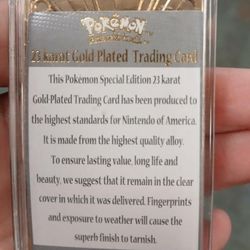 POKéMON
23 karat Gold Plated Trading Card
This Pokémon Special Edition 23 karat
Gold-Plated Trading Card has been produced to
the highest standards for Nintendo of America.
It is made from the highest quality alloy.
To ensure lasting value, long life and
beauty, we suggest that it remain in the clear
cover in which it was delivered. Fingerprints
and exposure to weather will cause the
superb finish to tarnish.